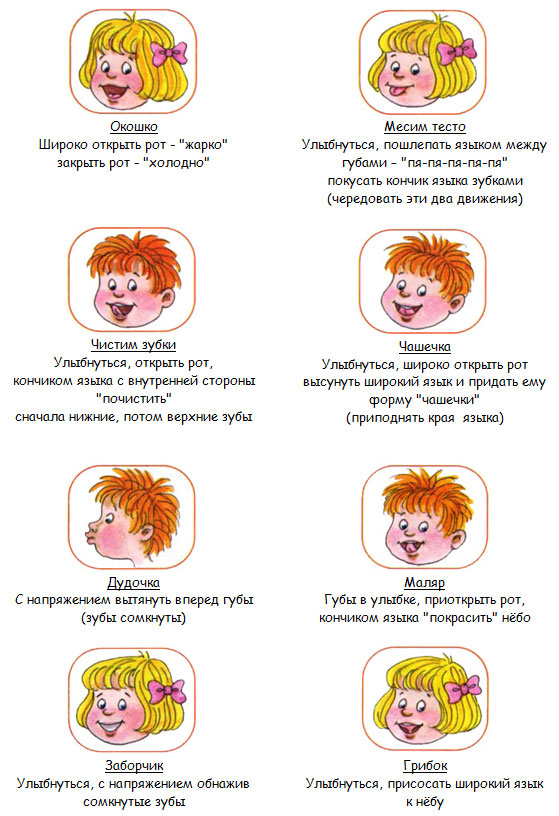 Окошко
Широко открыть рот - "жарко"
закрыть рот - "холодно"
Месим тесто
Улыбнуться, пошлепать языком между
губами – "пя-пя-пя-пя-пя"
покусать кончик языка зубками
(чередовать эти два движения)
Чистим зубки
Улыбнуться, открыть рот,
кончиком языка с внутренней стороны
"почистить"
сначала нижние, потом верхние зубы
Чашечка
Улыбнуться, широко открыть рот
высунуть широкий язык и придать ему
форму "чашечки"
(приподнять края языка)
Дудочка
С напряжением вытянуть вперед губы
(зубы сомкнуты)
Маляр
Губы в улыбке, приоткрыть рот,
кончиком языка "покрасить" нёбо
Заборчик
Улыбнуться, с напряжением обнажив
сомкнутые зубы
Грибок
Улыбнуться, присосать широкий язык
к нёбу